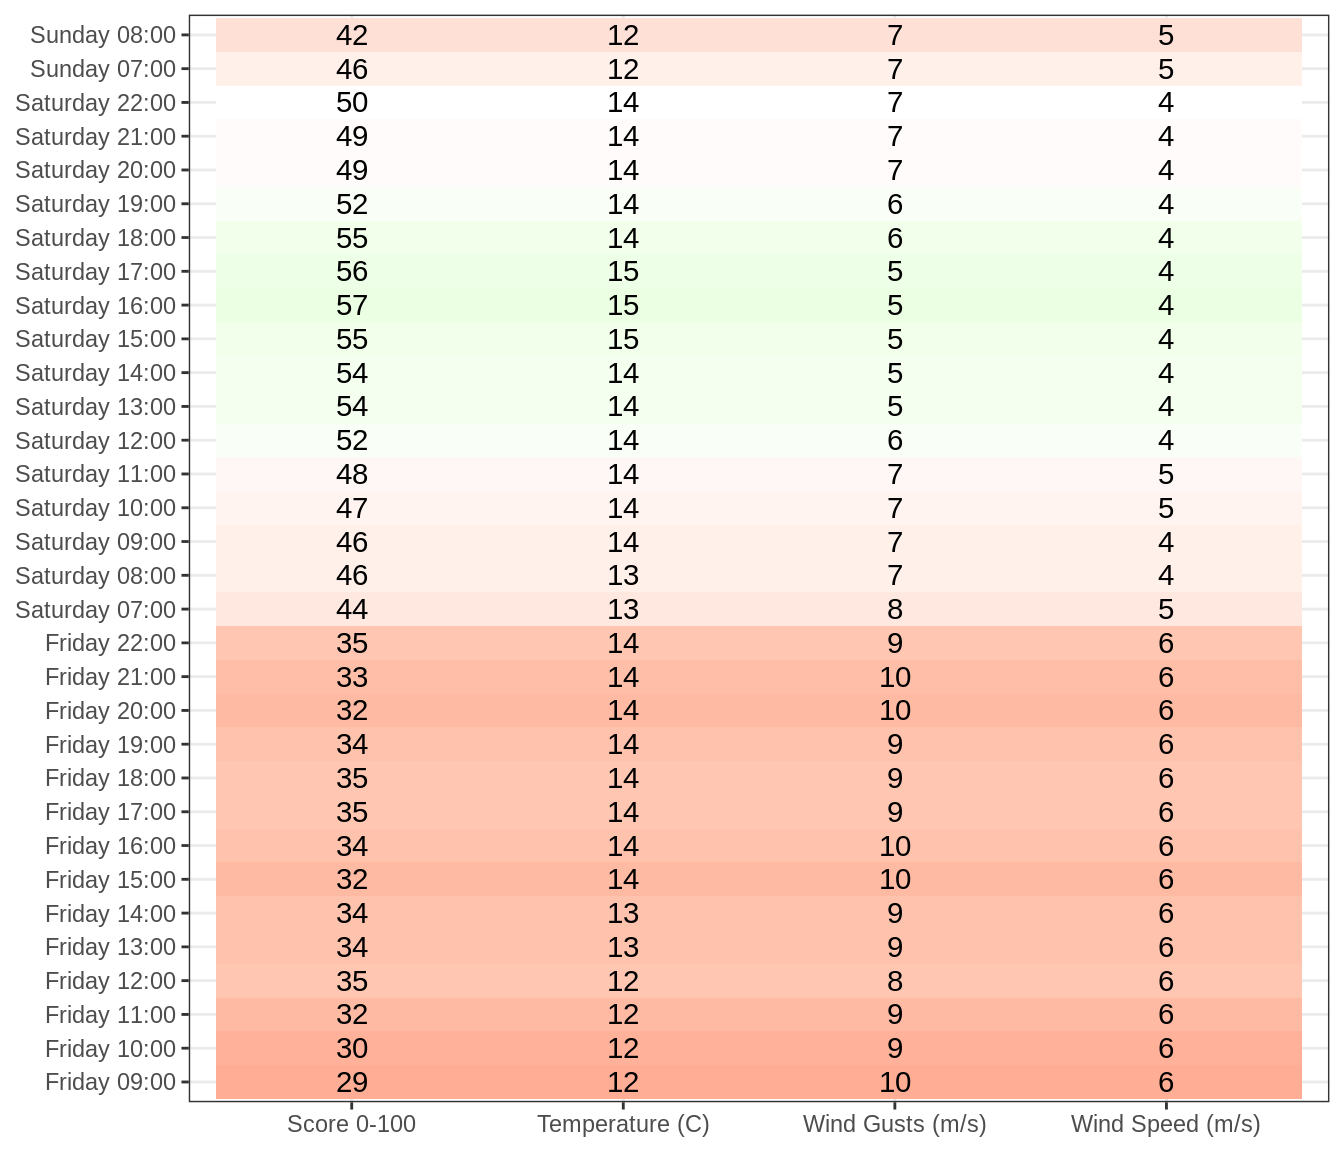 Sunday 08:00 42 12 7 5
Sunday 07:00 46 12 7 5
Saturday 22:00 50 14 7 4
Saturday 21:00 49 14 7 4
Saturday 20:00 49 14 7 4
Saturday 19:00 52 14 6 4
Saturday 18:00 55 14 6 4
Saturday 17:00 56 15 5 4
Saturday 16:00 57 15 5 4
Saturday 15:00 55 15 5 4
Saturday 14:00 54 14 5 4
Saturday 13:00 54 14 5 4
Saturday 12:00 52 14 6 4
Saturday 11:00 48 14 7 5
Saturday 10:00 47 14 7 5
Saturday 09:00 46 14 7 4
Saturday 08:00 46 13 7 4
Saturday 07:00 44 13 8 5
Friday 22:00 35 14 9 6
Friday 21:00 33 14 10 6
Friday 20:00 32 14 10 6
Friday 19:00 34 14 9 6
Friday 18:00 35 14 9 6
Friday 17:00 35 14 9 6
Friday 16:00 34 14 10 6
Friday 15:00 32 14 10 6
Friday 14:00 34 13 9 6
Friday 13:00 34 13 9 6
Friday 12:00 35 12 8 6
Friday 11:00 32 12 9 6
Friday 10:00 30 12 9 6
Friday 09:00 29 12 10 6
Score 0-100 Temperature (C) Wind Gusts (m/s) Wind Speed (m/s)